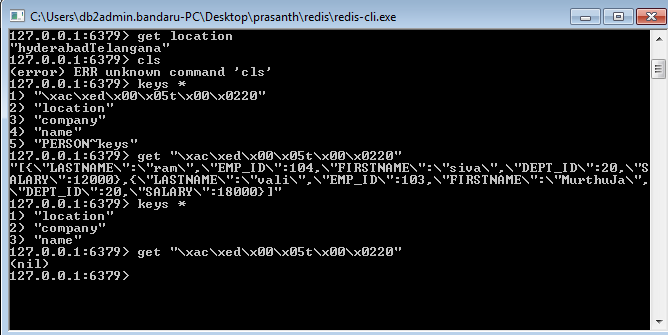 C:\Users\db2admin.bandaru-PC\Desktop\prasanth\redis\redis-cli.exe
127.0.0.1:6379> get location
"hyderabadTelangana"
127.0.0.1:6379> cls
(error) ERR unknown command 'cls'
127.0.0.1:6379> keys *
1) "\xac\xed\x00\x05t\x00\x0220"
2) "location"
3) "company"
4) "name"
5) "PERSON~keys"
127.0.0.1:6379> get "\xac\xed\x00\x05t\x00\x0220"
"[{\"LASTNAME\":\"ram\",\"EMP_ID\":104,\"FIRSTNAME\":\"siva\",\"DEPT_ID\":20,\"S
ALARY\":12000},{\"LASTNAME\":\"vali\",\"EMP_ID\":103,\"FIRSTNAME\":\"MurthuJa\",
\"DEPT_ID\":20,\"SALARY\":18000}]"
127.0.0.1:6379> keys *
1) "location"
2) "company"
3) "name"
127.0.0.1:6379> get "\xac\xed\x00\x05t\x00\x0220"
(nil)
127.0.0.1:6379>